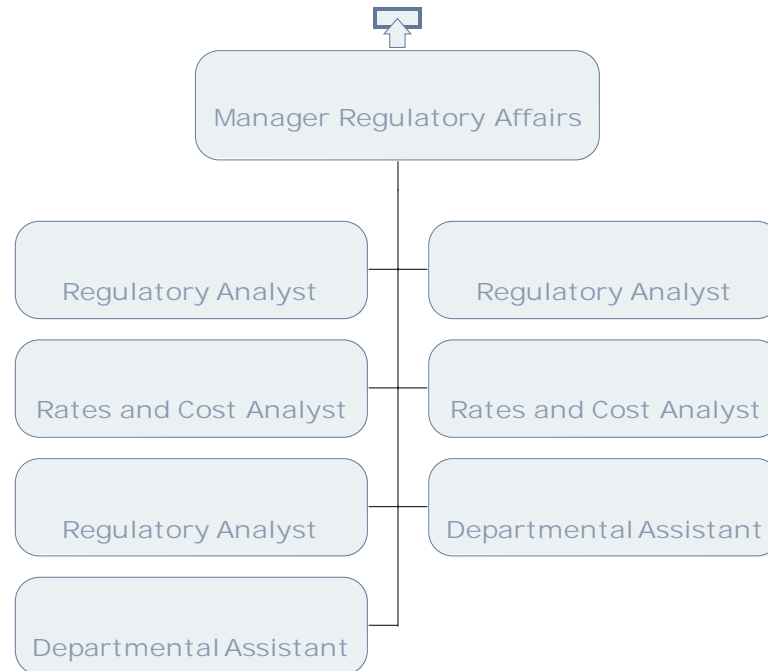 Manager Regulatory Affairs
Regulatory Analyst
Regulatory Analyst
Rates and Cost Analyst
Rates and Cost Analyst
Regulatory Analyst
Departmental Assistant
Departmental Assistant